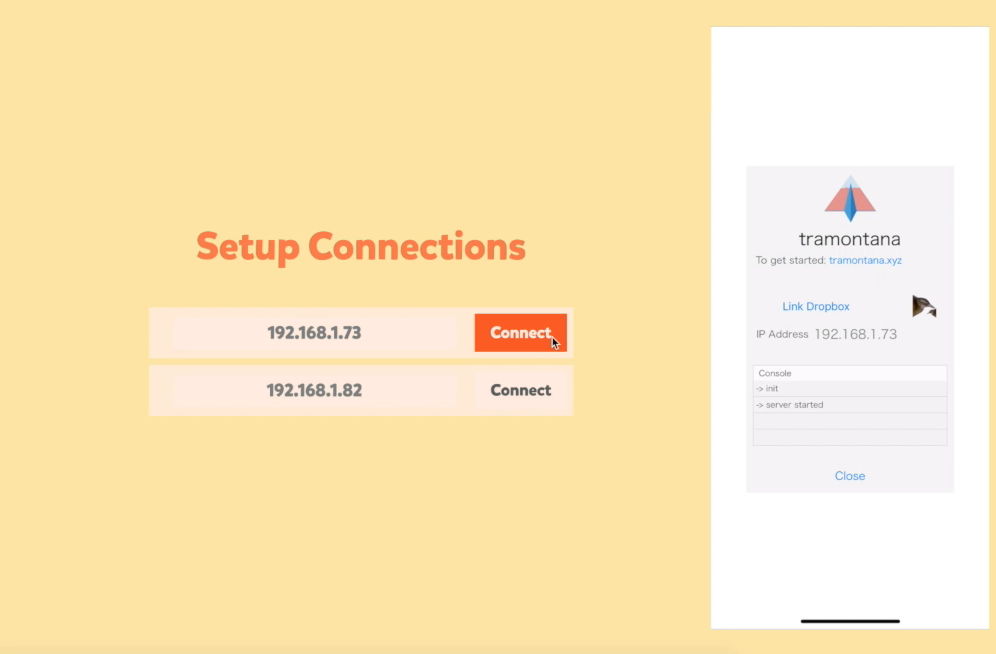 Setup Connections
192.168.1.73 Connect
192.168.1.82 Connect
tramontana
To get started: tramontana.xyz
Link Dropbox
IP Address 192.168.1.73
Console
-> init
-> server started
Close